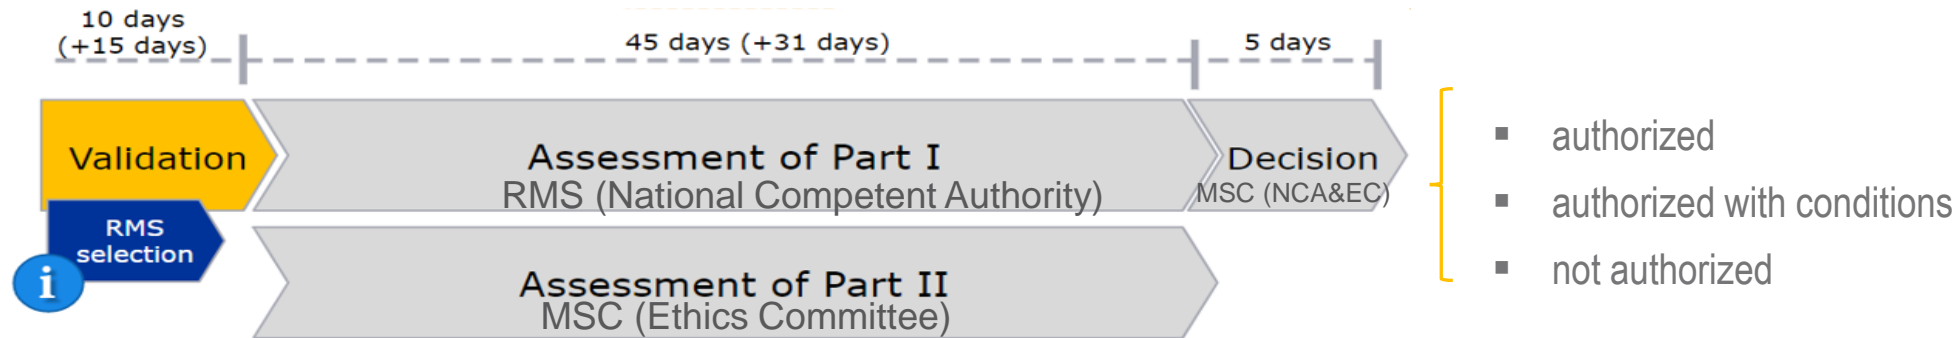 10 days
(+15 days)
45 days (+31 days)
5 days
Validation
Assessment of Part I
RMS (National Competent Authority)
Decision
MSC (NCA&EC)
RMS
selection
i
Assessment of Part II
MSC (Ethics Committee)
▪ authorized
▪ authorized with conditions
▪ not authorized